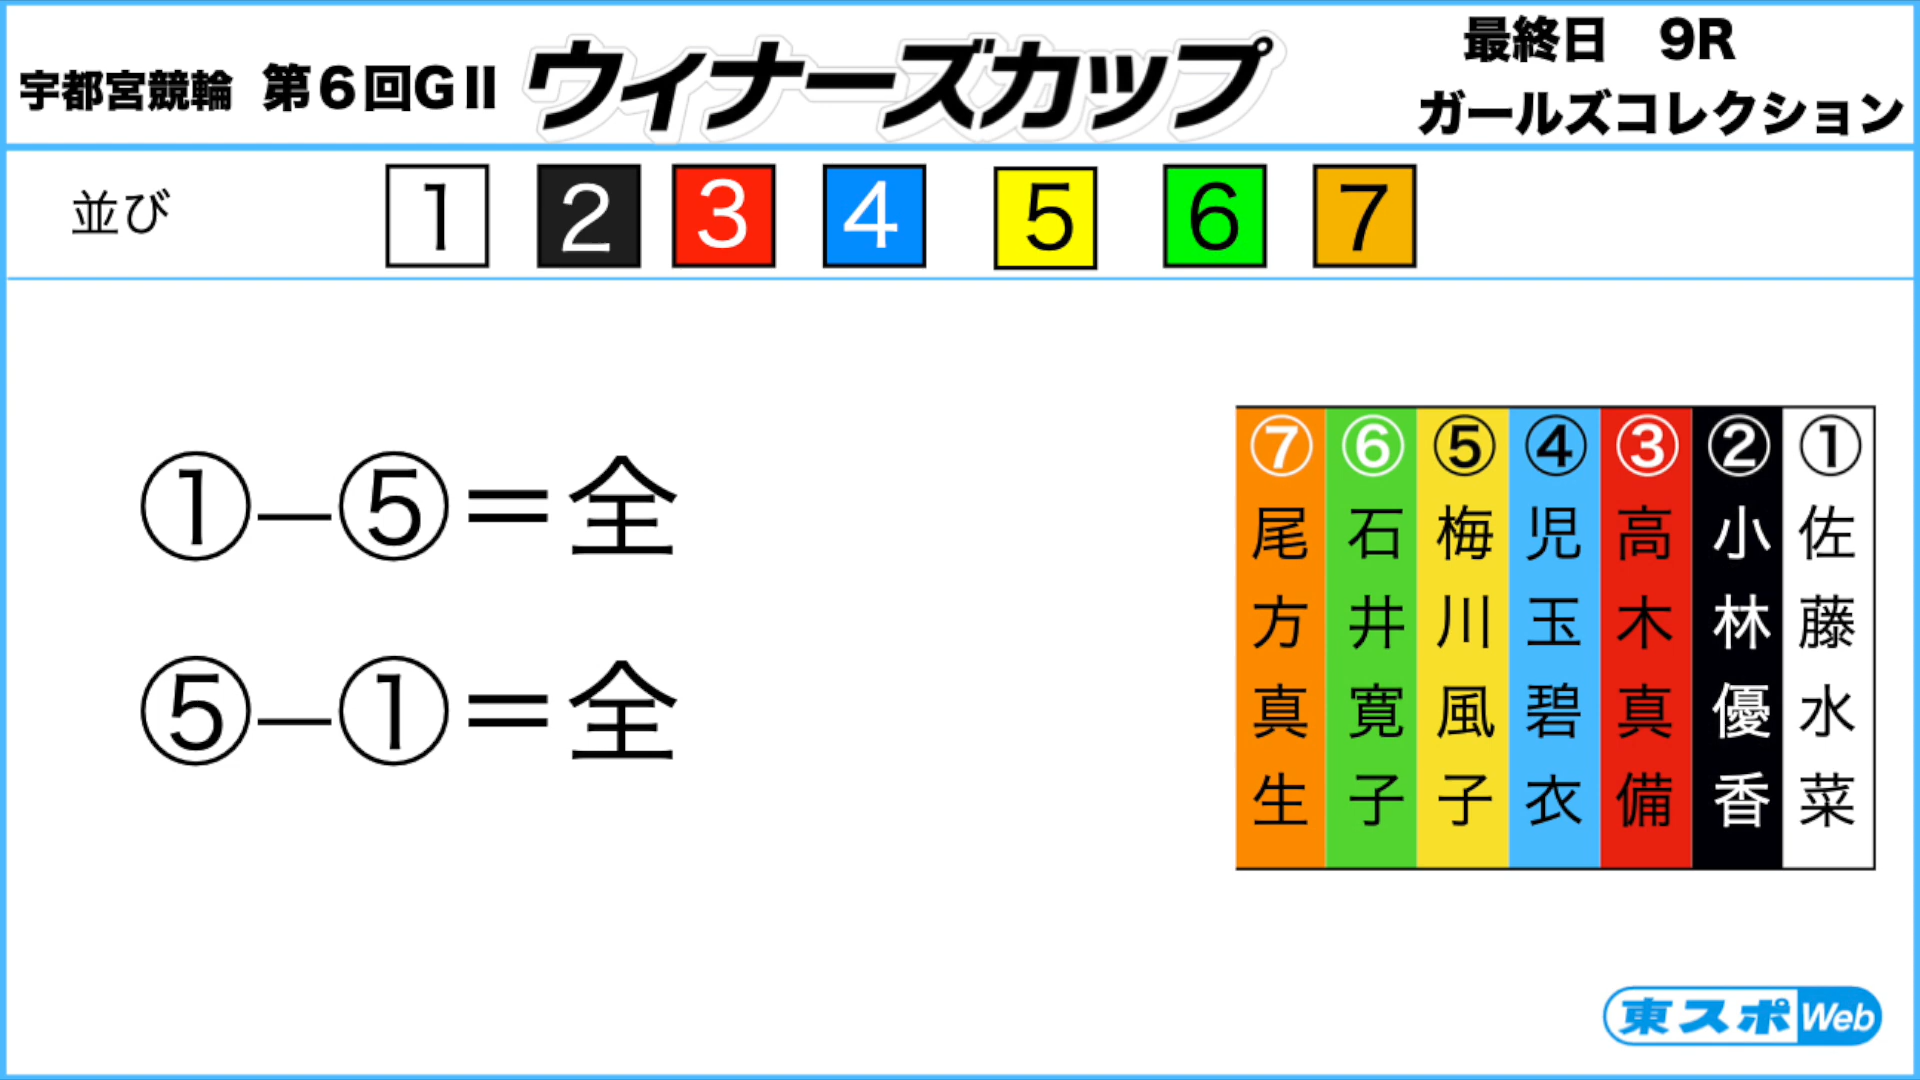 宇都宮競輪 第6回GⅡ ウィナーズカップ
最終日 9R
ガールズコレクション
並び 1 2 3 4 5 6 7
①―⑤＝全
⑤―①＝全
① 佐藤水菜
② 小林優香
③ 高木真備
④ 児玉碧衣
⑤ 梅川風子
⑥ 石井寛子
⑦ 尾方真生
東スポWeb